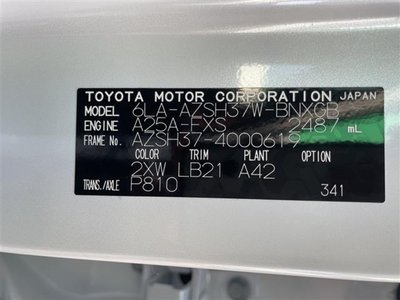 TOYOTA MOTOR CORPORATION JAPAN
MODEL 6LA-AZSH37W-BNXGB
ENGINE A25A-FXS 2487 mL
FRAME No. AZSH37-4000619
COLOR TRIM PLANT OPTION
2XW LB21 A42
TRANS./AXLE P810
341